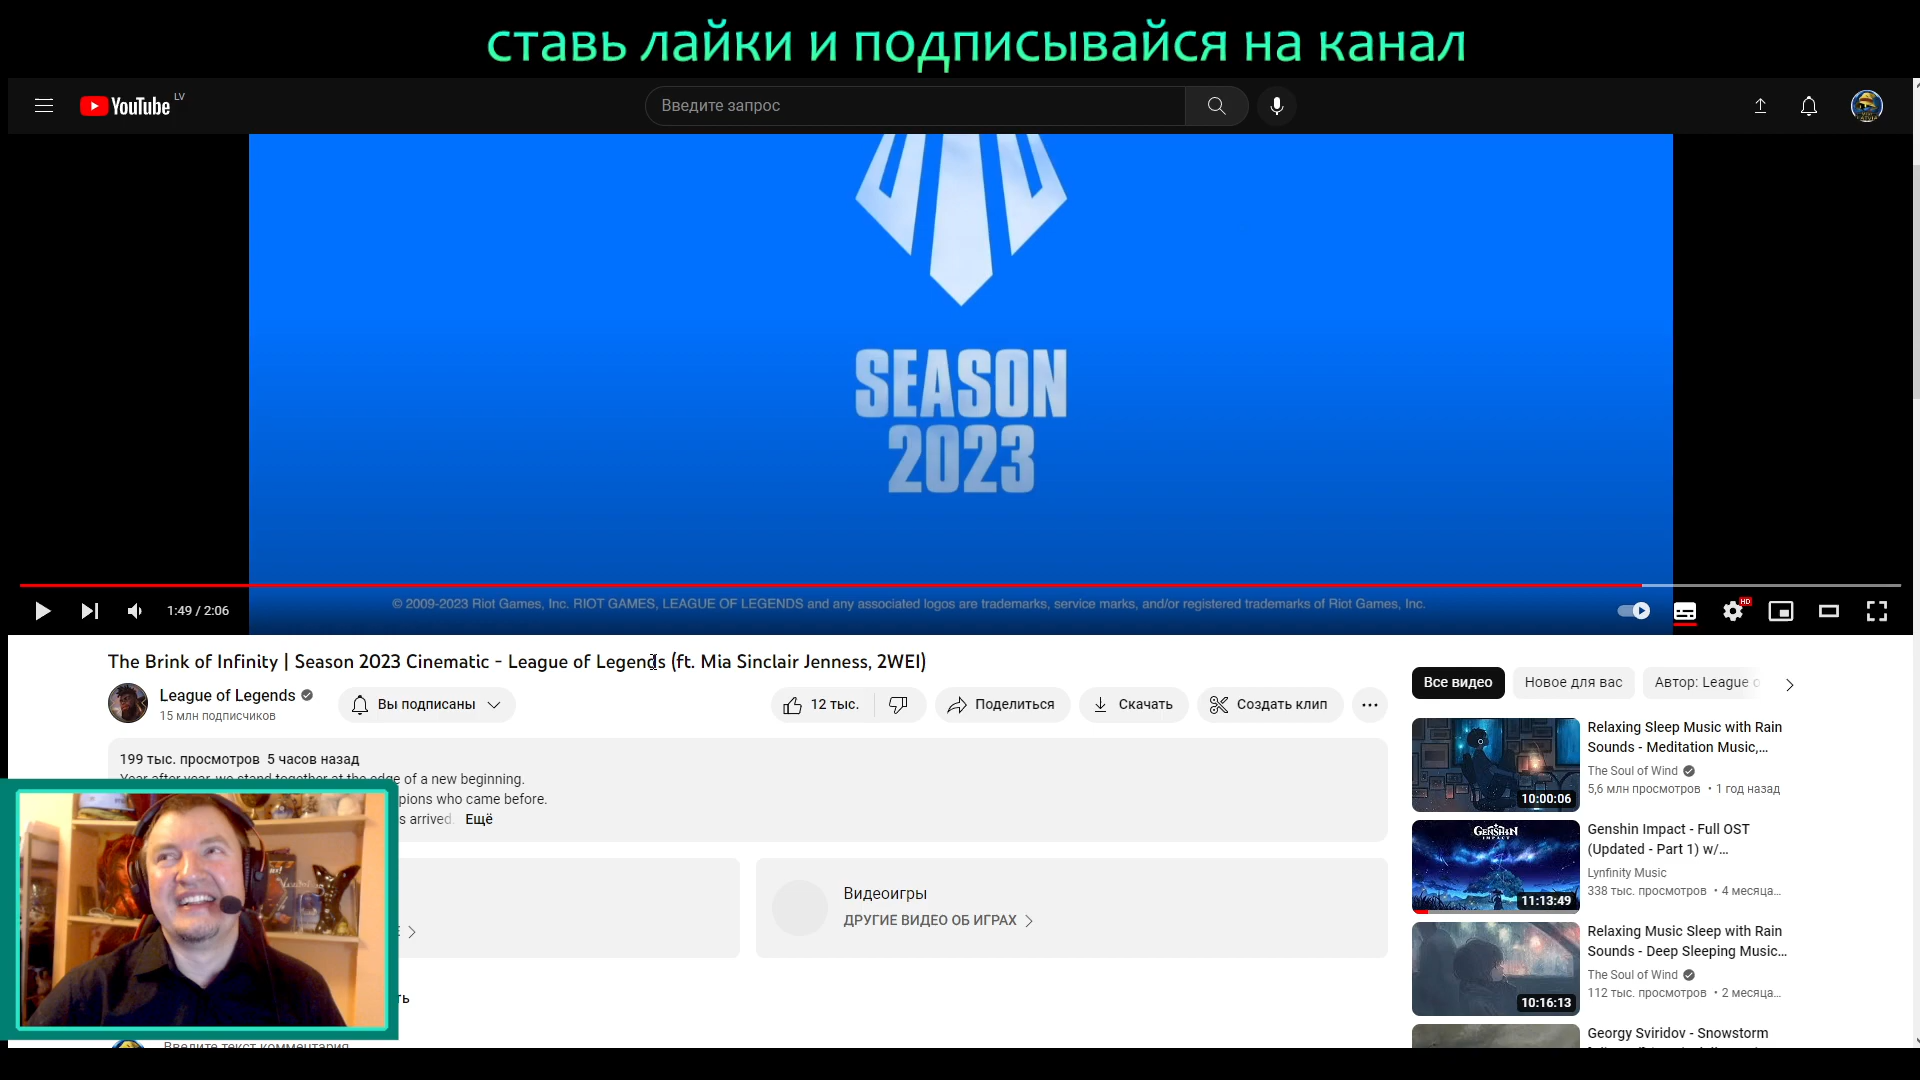 ставь лайки и подписывайся на канал
YouTube LV
Введите запрос
SEASON
2023
1:49 / 2:06
© 2009-2023 Riot Games, Inc. RIOT GAMES, LEAGUE OF LEGENDS and any associated logos are trademarks, service marks, and/or registered trademarks of Riot Games, Inc.
HD
The Brink of Infinity | Season 2023 Cinematic - League of Legends (ft. Mia Sinclair Jenness, 2WEI)
League of Legends
15 млн подписчиков
Вы подписаны
12 тыс.
Поделиться
Скачать
Создать клип
199 тыс. просмотров 5 часов назад
Year after year, we stand together at the edge of a new beginning.
pions who came before.
s arrived. Ещё
Видеоигры
ДРУГИЕ ВИДЕО ОБ ИГРАХ
ть
Введите текст комментария
Все видео
Новое для вас
Автор: League o
Relaxing Sleep Music with Rain
Sounds - Meditation Music,...
The Soul of Wind
5,6 млн просмотров • 1 год назад
10:00:06
GENSHIN
IMPACT
Genshin Impact - Full OST
(Updated - Part 1) w/...
Lynfinity Music
338 тыс. просмотров • 4 месяца...
11:13:49
Relaxing Music Sleep with Rain
Sounds - Deep Sleeping Music...
The Soul of Wind
112 тыс. просмотров • 2 месяца...
10:16:13
Georgy Sviridov - Snowstorm